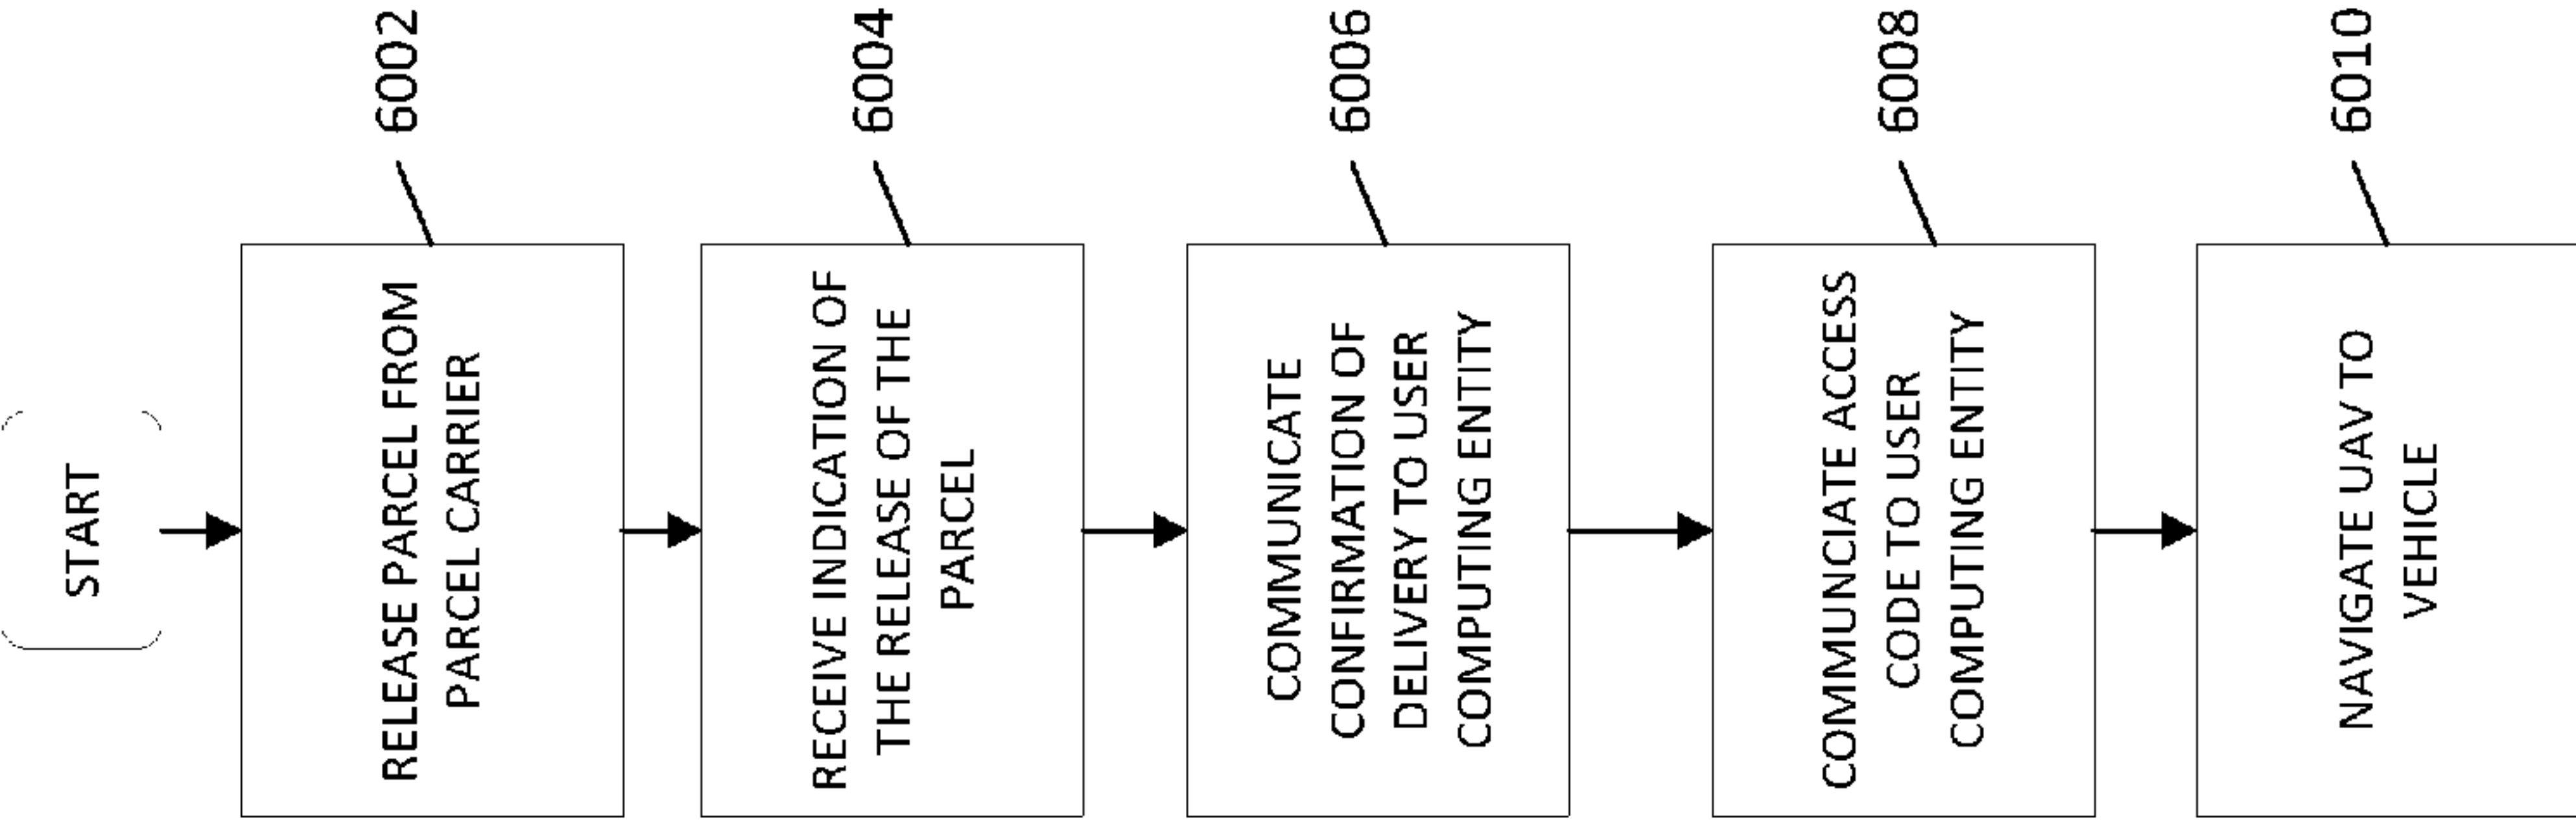 START
RELEASE PARCEL FROM
PARCEL CARRIER
6002
RECEIVE INDICATION OF
THE RELEASE OF THE
PARCEL
6004
COMMUNICATE
CONFIRMATION OF
DELIVERY TO USER
COMPUTING ENTITY
6006
COMMUNCIATE ACCESS
CODE TO USER
COMPUTING ENTITY
6008
NAVIGATE UAV TO
VEHICLE
6010